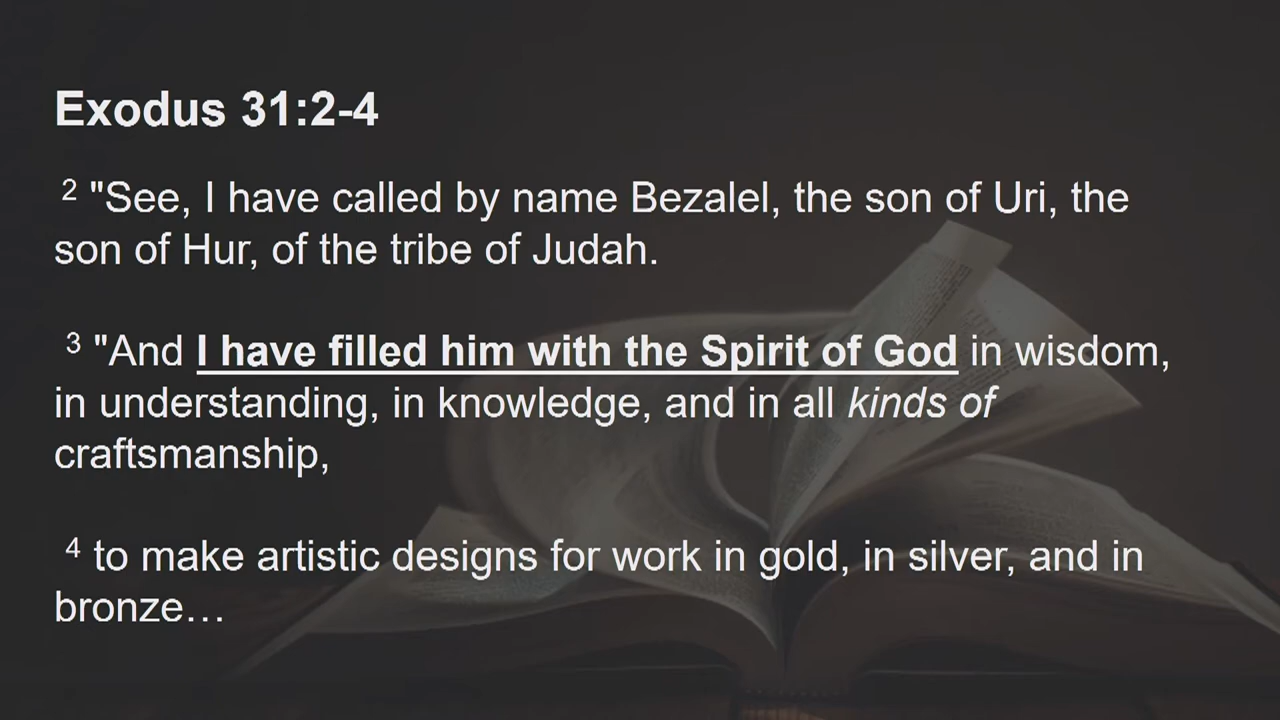 Exodus 31:2-4
2 "See, I have called by name Bezalel, the son of Uri, the
son of Hur, of the tribe of Judah.
3 "And I have filled him with the Spirit of God in wisdom,
in understanding, in knowledge, and in all kinds of
craftsmanship,
4 to make artistic designs for work in gold, in silver, and in
bronze…